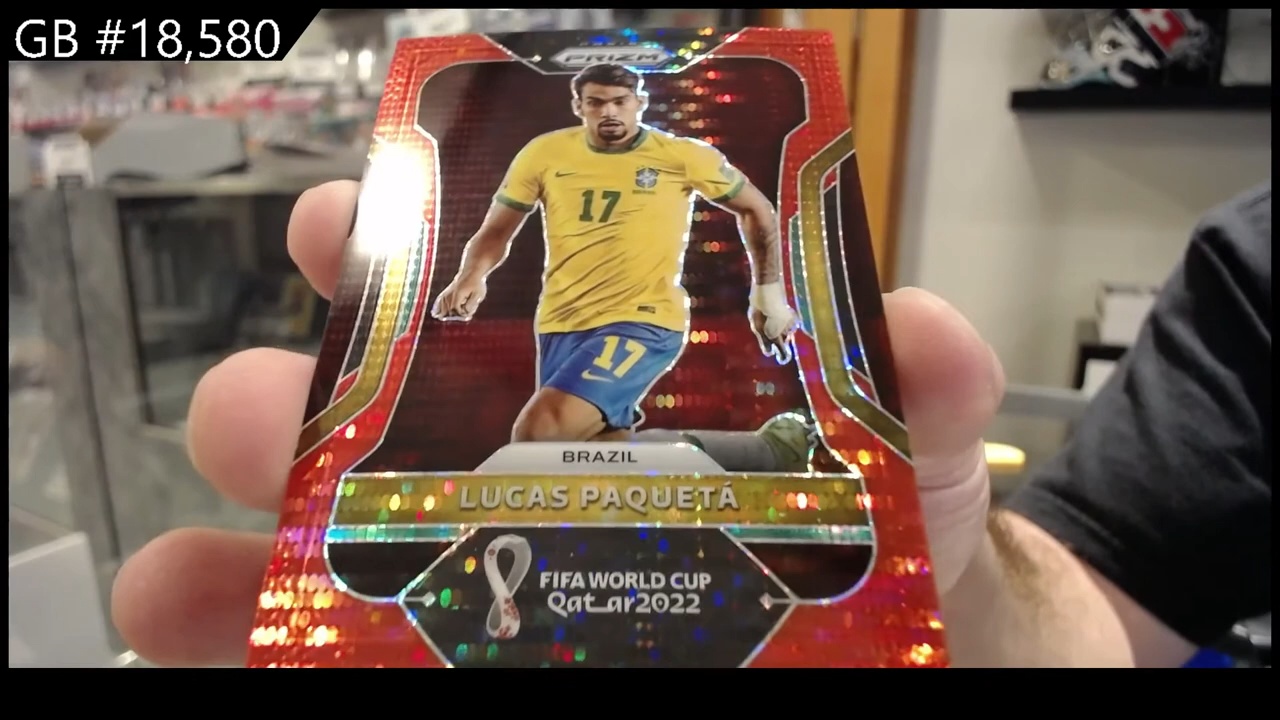 GB #18,580
PRIZM
17
17
BRAZIL
LUCAS PAQUETÁ
FIFA WORLD CUP
Qatar2022